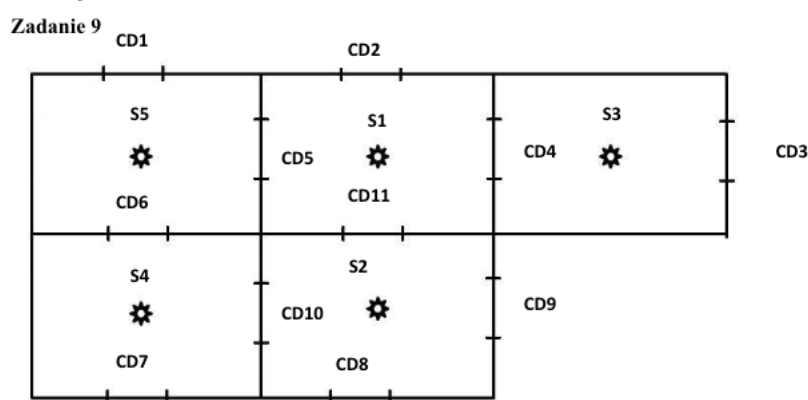 Zadanie 9
CD1
CD2
S5
S1
S3
CD5
CD4
CD3
CD6
CD11
S4
S2
CD10
CD9
CD7
CD8